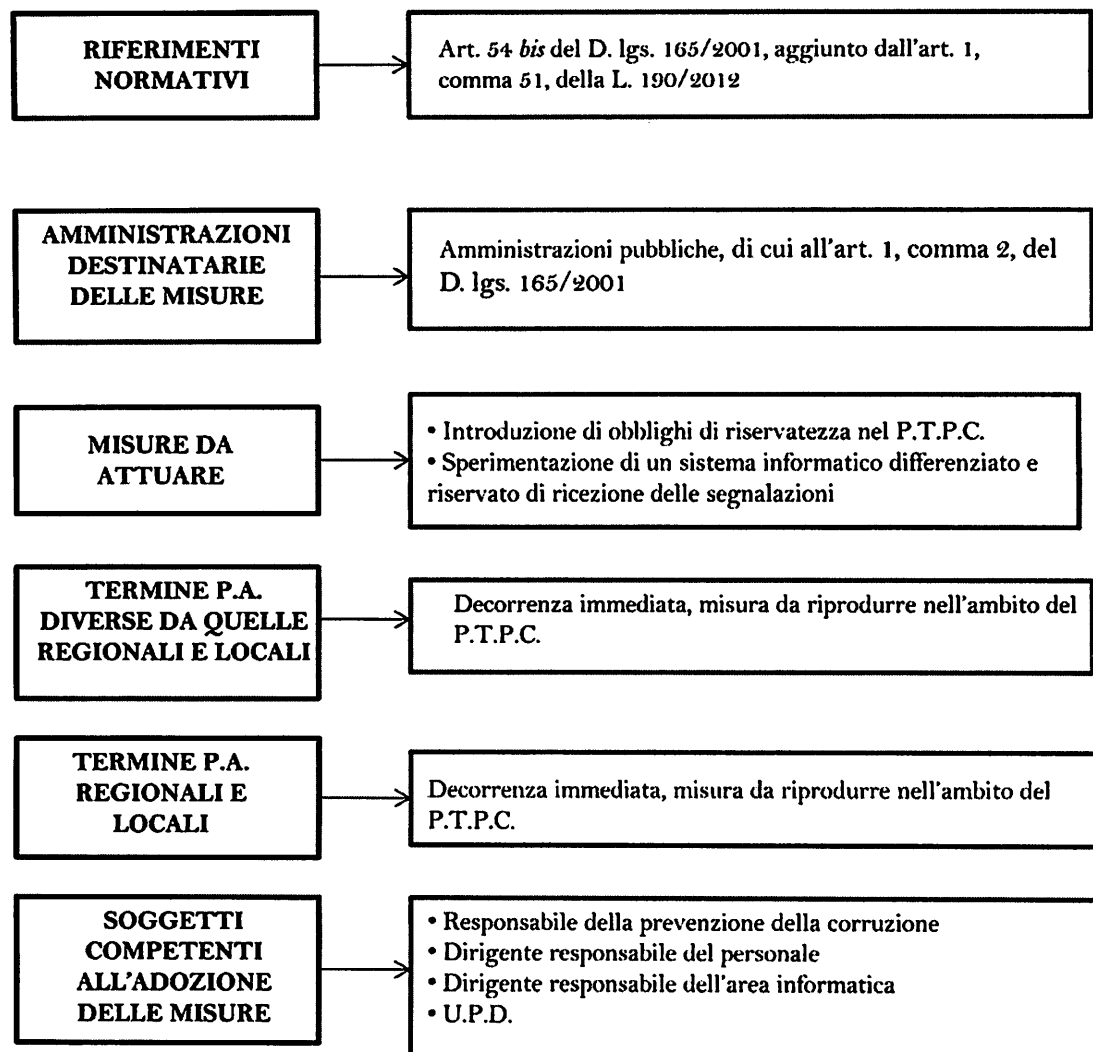 RIFERIMENTI
NORMATIVI
Art. 54 bis del D. lgs. 165/2001, aggiunto dall'art. 1,
comma 51, della L. 190/2012
AMMINISTRAZIONI
DESTINATARIE
DELLE MISURE
Amministrazioni pubbliche, di cui all'art. 1, comma 2, del
D. lgs. 165/2001
MISURE DA
ATTUARE
• Introduzione di obblighi di riservatezza nel P.T.P.C.
• Sperimentazione di un sistema informatico differenziato e
riservato di ricezione delle segnalazioni
TERMINE P.A.
DIVERSE DA QUELLE
REGIONALI E LOCALI
Decorrenza immediata, misura da riprodurre nell'ambito del
P.T.P.C.
TERMINE P.A.
REGIONALI E
LOCALI
Decorrenza immediata, misura da riprodurre nell'ambito del
P.T.P.C.
SOGGETTI
COMPETENTI
ALL'ADOZIONE
DELLE MISURE
• Responsabile della prevenzione della corruzione
• Dirigente responsabile del personale
• Dirigente responsabile dell'area informatica
• U.P.D.